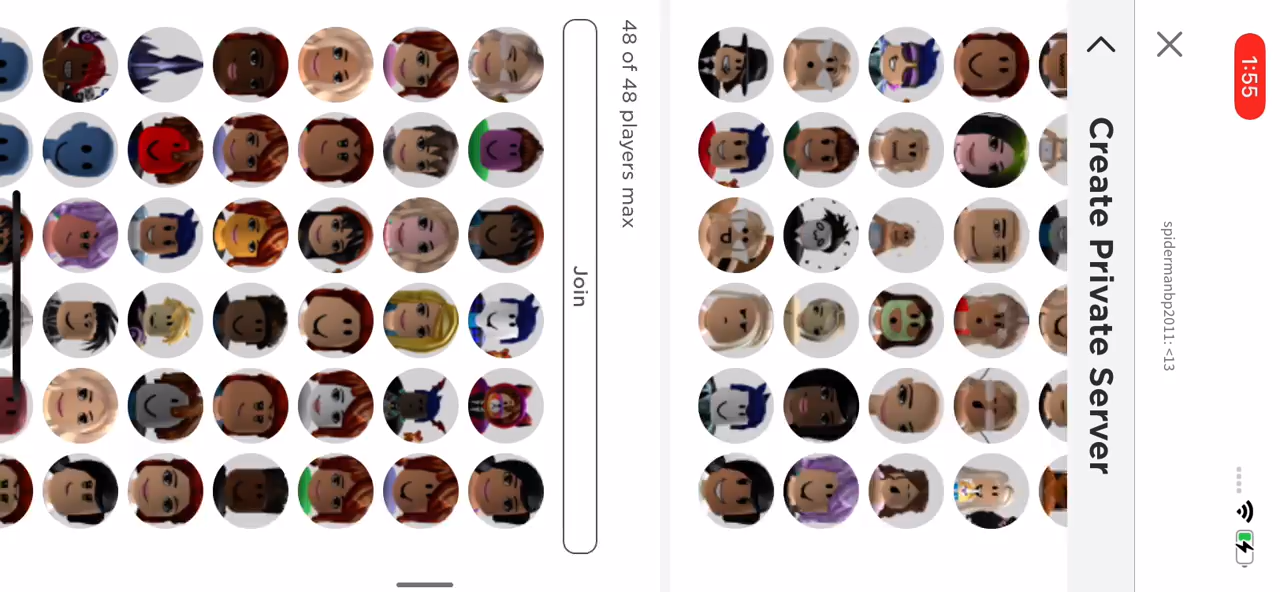 1:55
spidermanbp2011: <13
Create Private Server
48 of 48 players max
Join